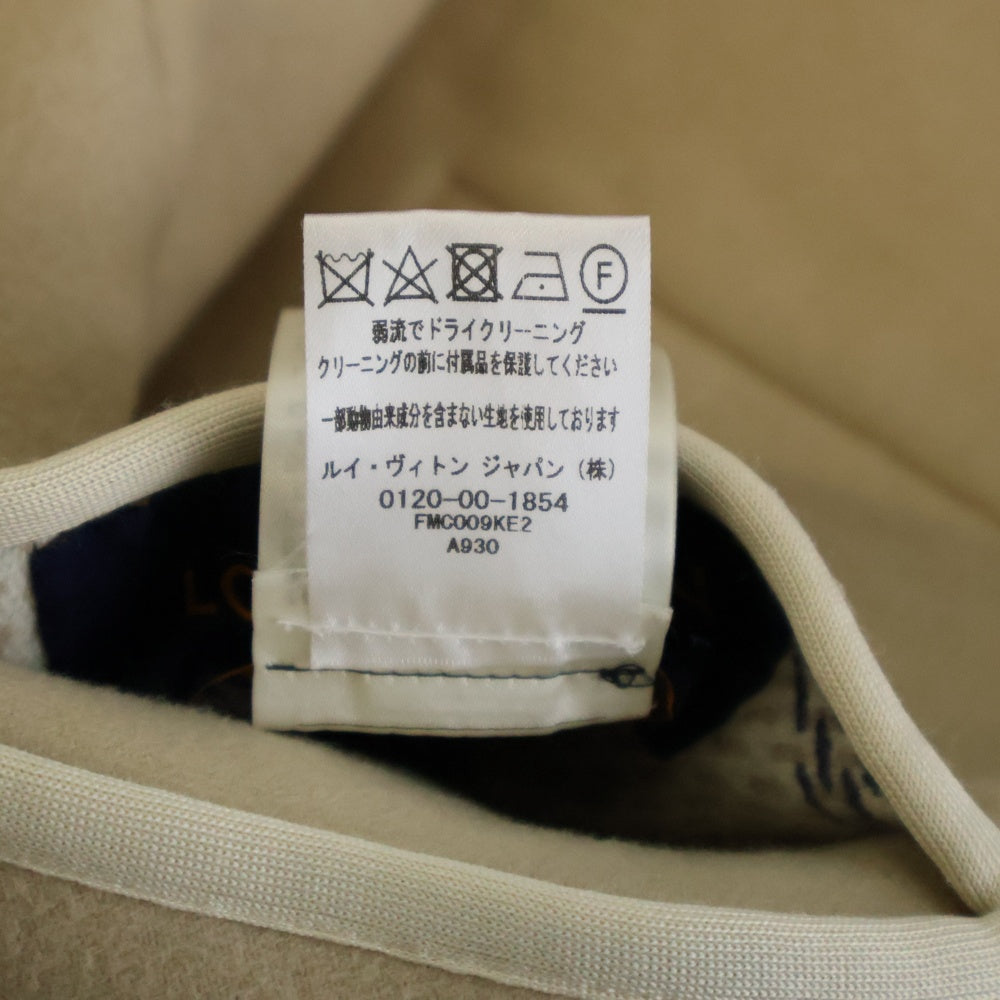 F
弱流でドライクリーニング
クリーニングの前に付属品を保護してください
一部動物由来成分を含まない生地を使用しております
ルイ・ヴィトン ジャパン（株）
0120-00-1854
FMC009KE2
A930
LO